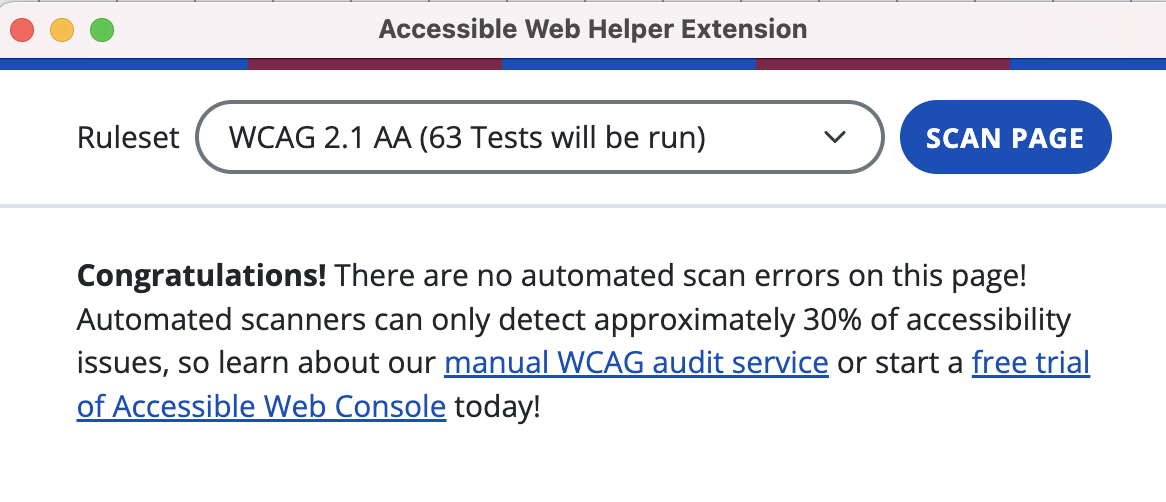 Accessible Web Helper Extension
Ruleset WCAG 2.1 AA (63 Tests will be run) SCAN PAGE
Congratulations! There are no automated scan errors on this page!
Automated scanners can only detect approximately 30% of accessibility
issues, so learn about our manual WCAG audit service or start a free trial
of Accessible Web Console today!